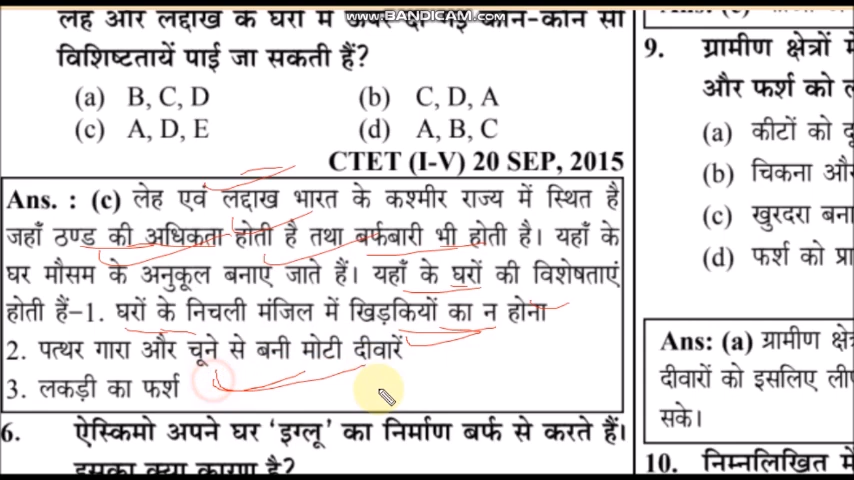 www.BANDICAM.com
लेह और लद्दाख के घरों में ऊपर दी गई कौन-कौन सी
विशिष्टतायें पाई जा सकती हैं?
(a) B, C, D
(b) C, D, A
(c) A, D, E
(d) A, B, C
CTET (I-V) 20 SEP, 2015
Ans. : (c) लेह एवं लद्दाख भारत के कश्मीर राज्य में स्थित है
जहाँ ठण्ड की अधिकता होती है तथा बर्फबारी भी होती है। यहाँ के
घर मौसम के अनुकूल बनाए जाते हैं। यहाँ के घरों की विशेषताएं
होती हैं–1. घरों के निचली मंजिल में खिड़कियों का न होना
2. पत्थर गारा और चूने से बनी मोटी दीवारें
3. लकड़ी का फर्श
6. ऐस्किमो अपने घर ‘इग्लू’ का निर्माण बर्फ से करते हैं।
इसका क्या कारण है?
9. ग्रामीण क्षेत्रों में
और फर्श को
(a) कीटों को
(b) चिकना और
(c) खुरदरा
(d) फर्श को
Ans: (a) ग्रामीण
दीवारों को इसलिए
सके।
10. निम्नलिखित में